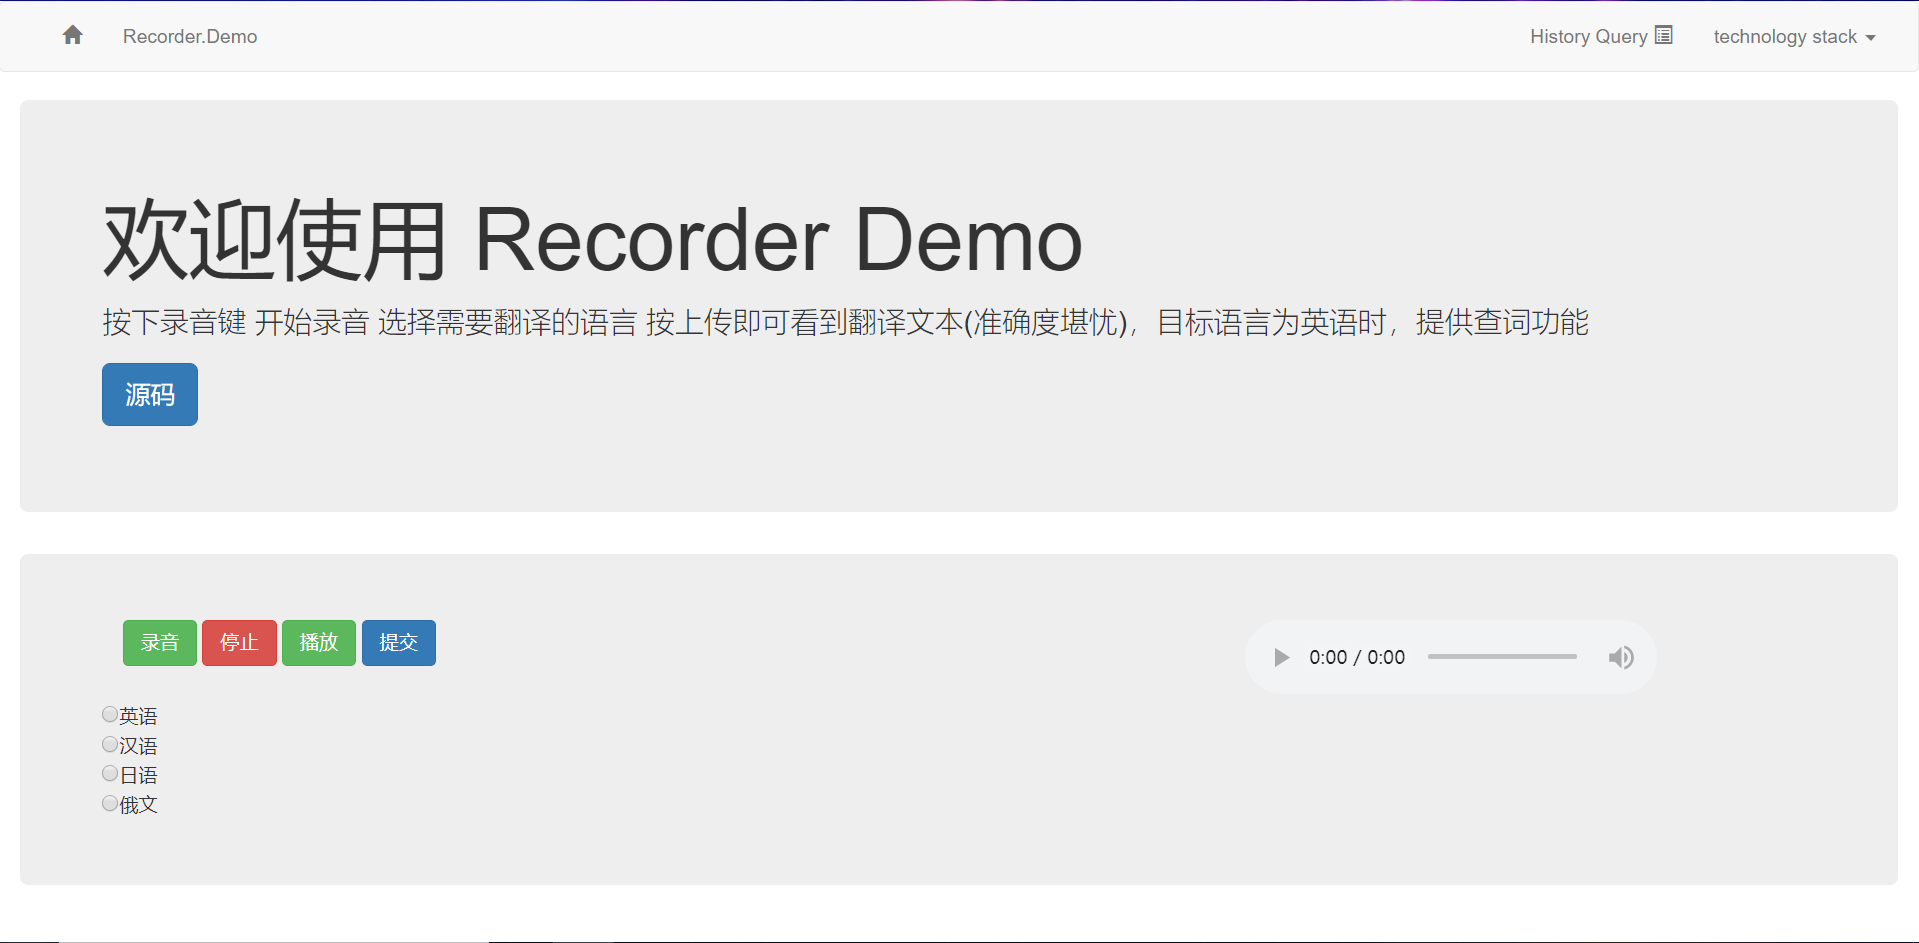 Recorder.Demo
History Query
technology stack
欢迎使用 Recorder Demo
按下录音键 开始录音 选择需要翻译的语言 按上传即可看到翻译文本(准确度堪忧)，目标语言为英语时，提供查词功能
源码
录音 停止 播放 提交
0:00 / 0:00
英语
汉语
日语
俄文